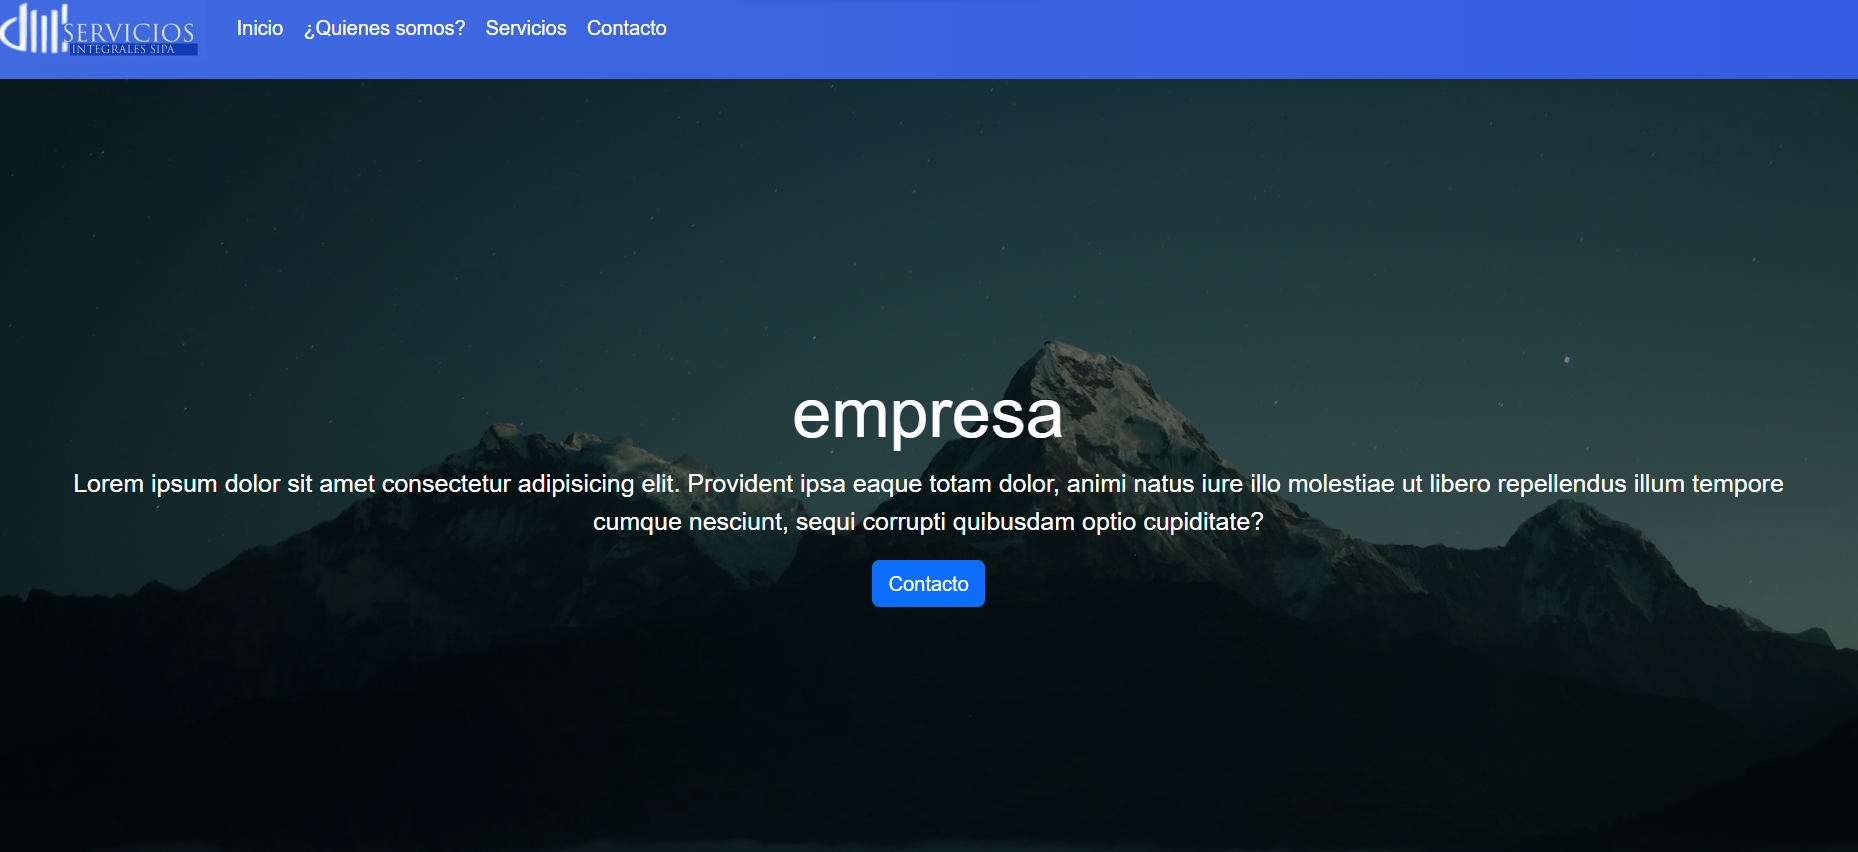 SERVICIOS
INTEGRALES SIPA
Inicio ¿Quienes somos? Servicios Contacto
empresa
Lorem ipsum dolor sit amet consectetur adipisicing elit. Provident ipsa eaque totam dolor, animi natus iure illo molestiae ut libero repellendus illum tempore
cumque nesciunt, sequi corrupti quibusdam optio cupiditate?
Contacto